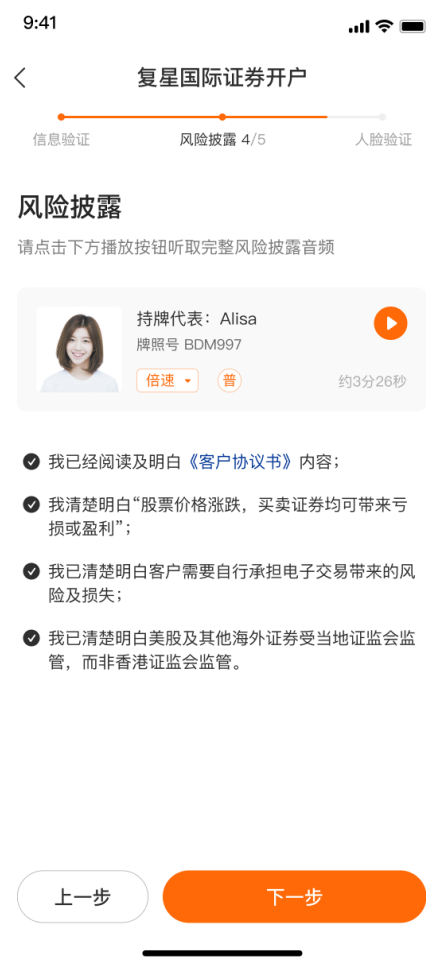 9:41
复星国际证券开户
信息验证
风险披露 4/5
人脸验证
风险披露
请点击下方播放按钮听取完整风险披露音频
持牌代表：Alisa
牌照号 BDM997
倍速
普
约3分26秒
我已经阅读及明白《客户协议书》内容；
我清楚明白“股票价格涨跌，买卖证券均可带来亏
损或盈利”；
我已清楚明白客户需要自行承担电子交易带来的风
险及损失；
我已清楚明白美股及其他海外证券受当地证监会监
管，而非香港证监会监管。
上一步
下一步